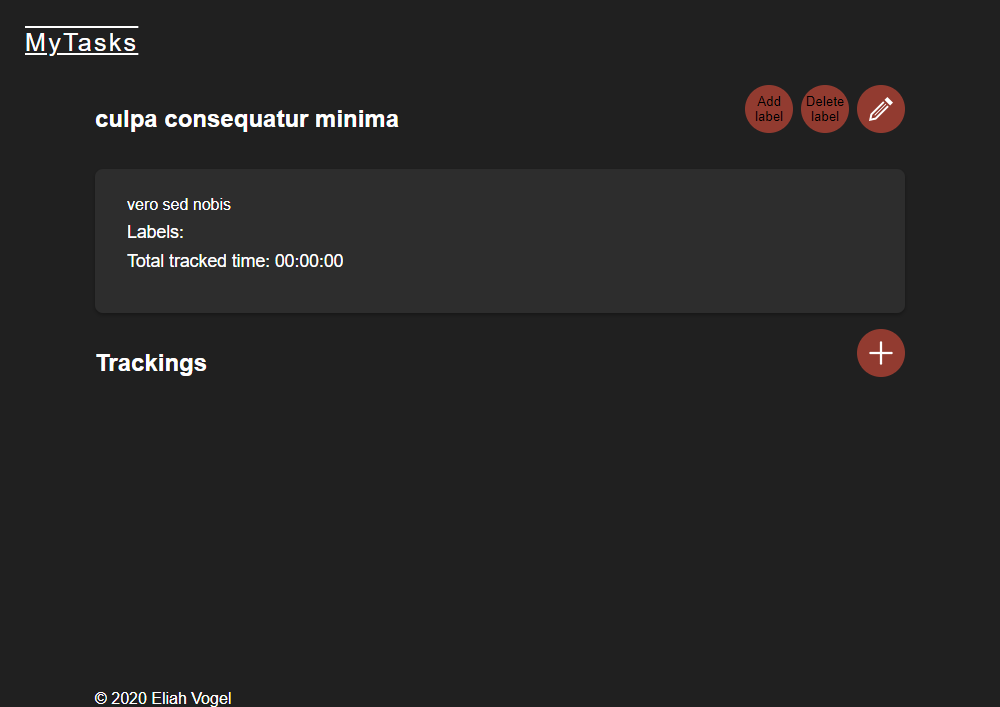 MyTasks
culpa consequatur minima
Add
label
Delete
label
vero sed nobis
Labels:
Total tracked time: 00:00:00
Trackings
© 2020 Eliah Vogel